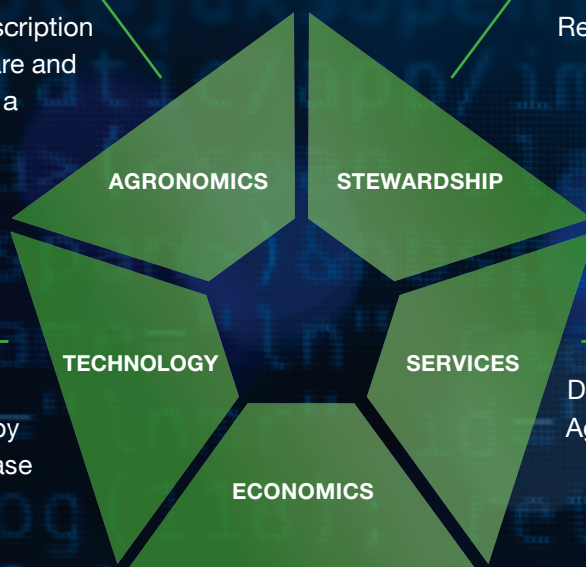 scription
Re
are and
a
AGRONOMICS
STEWARDSHIP
TECHNOLOGY
SERVICES
D
by
Ag
ase
ECONOMICS